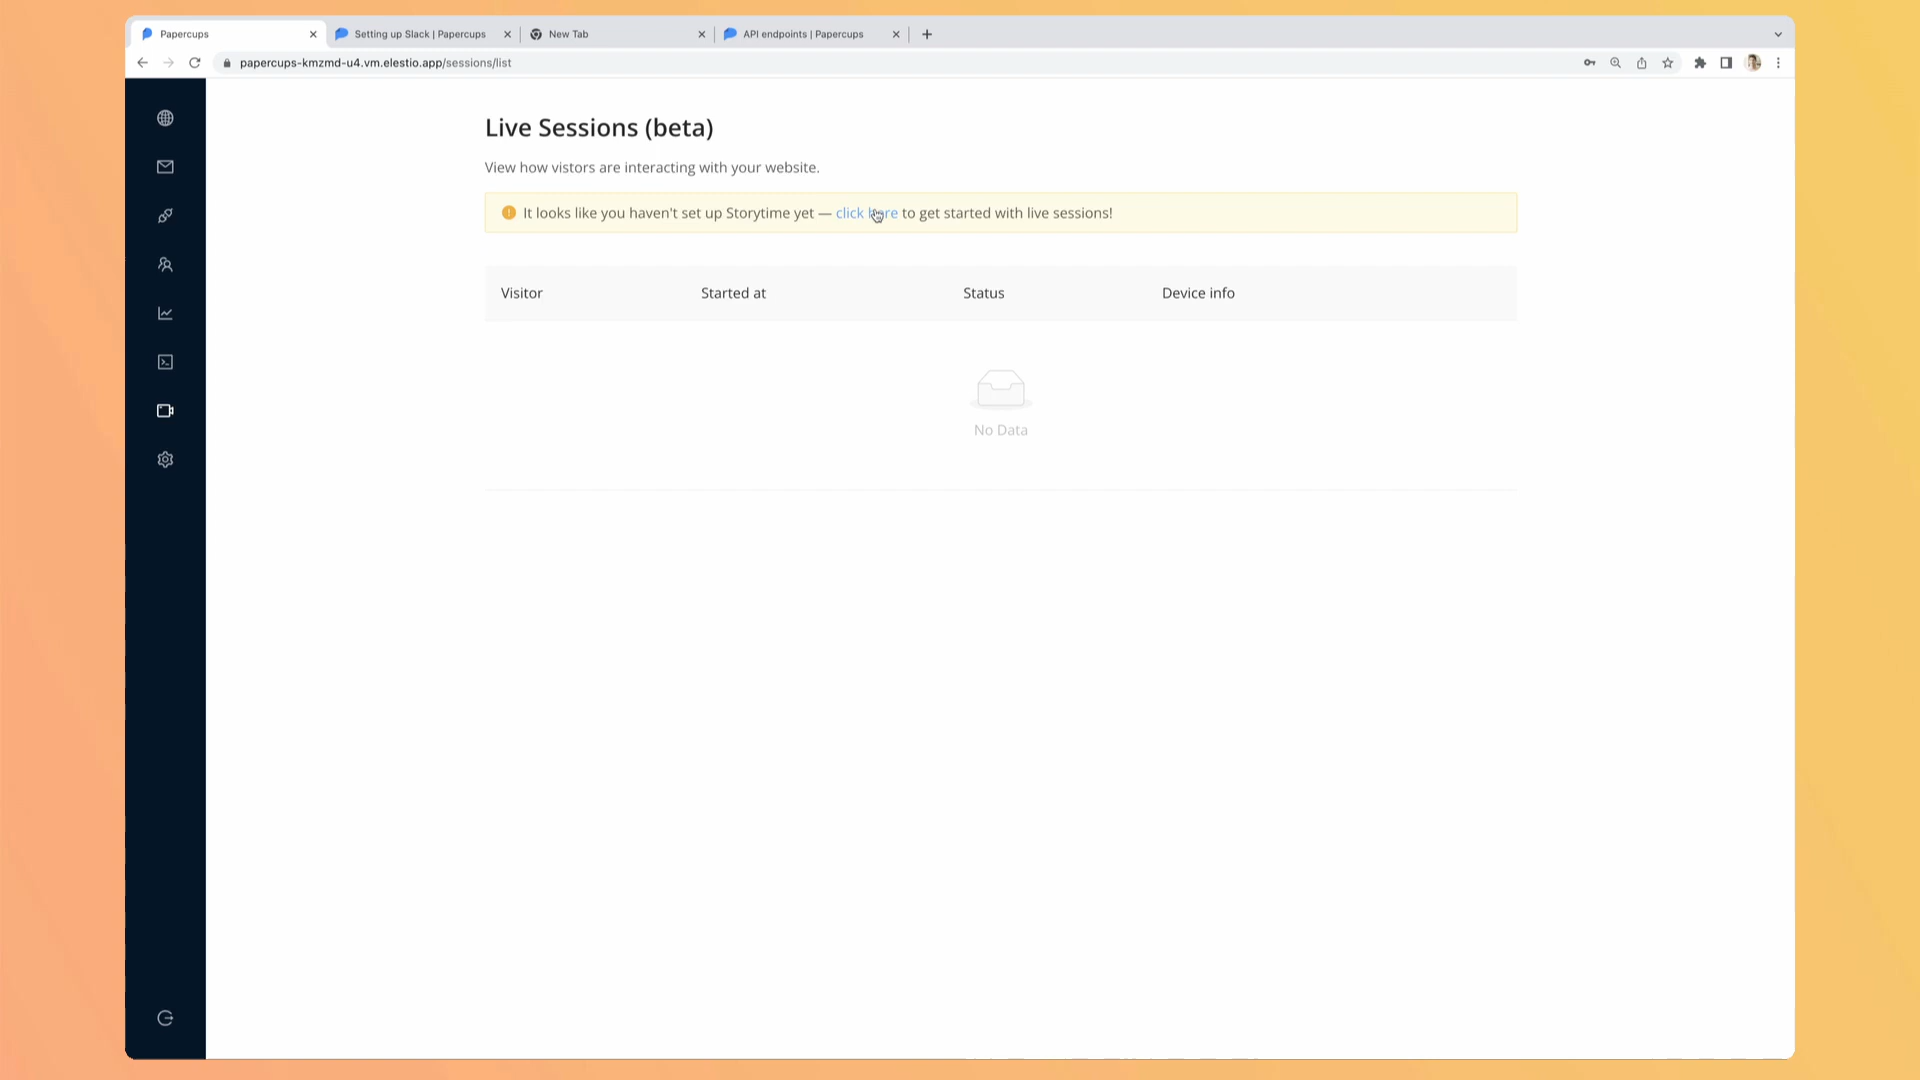 Papercups
Setting up Slack | Papercups
New Tab
API endpoints | Papercups
papercups-kmzmd-u4.vm.elestio.app/sessions/list
Live Sessions (beta)
View how vistors are interacting with your website.
It looks like you haven't set up Storytime yet — click here to get started with live sessions!
Visitor Started at Status Device info
No Data